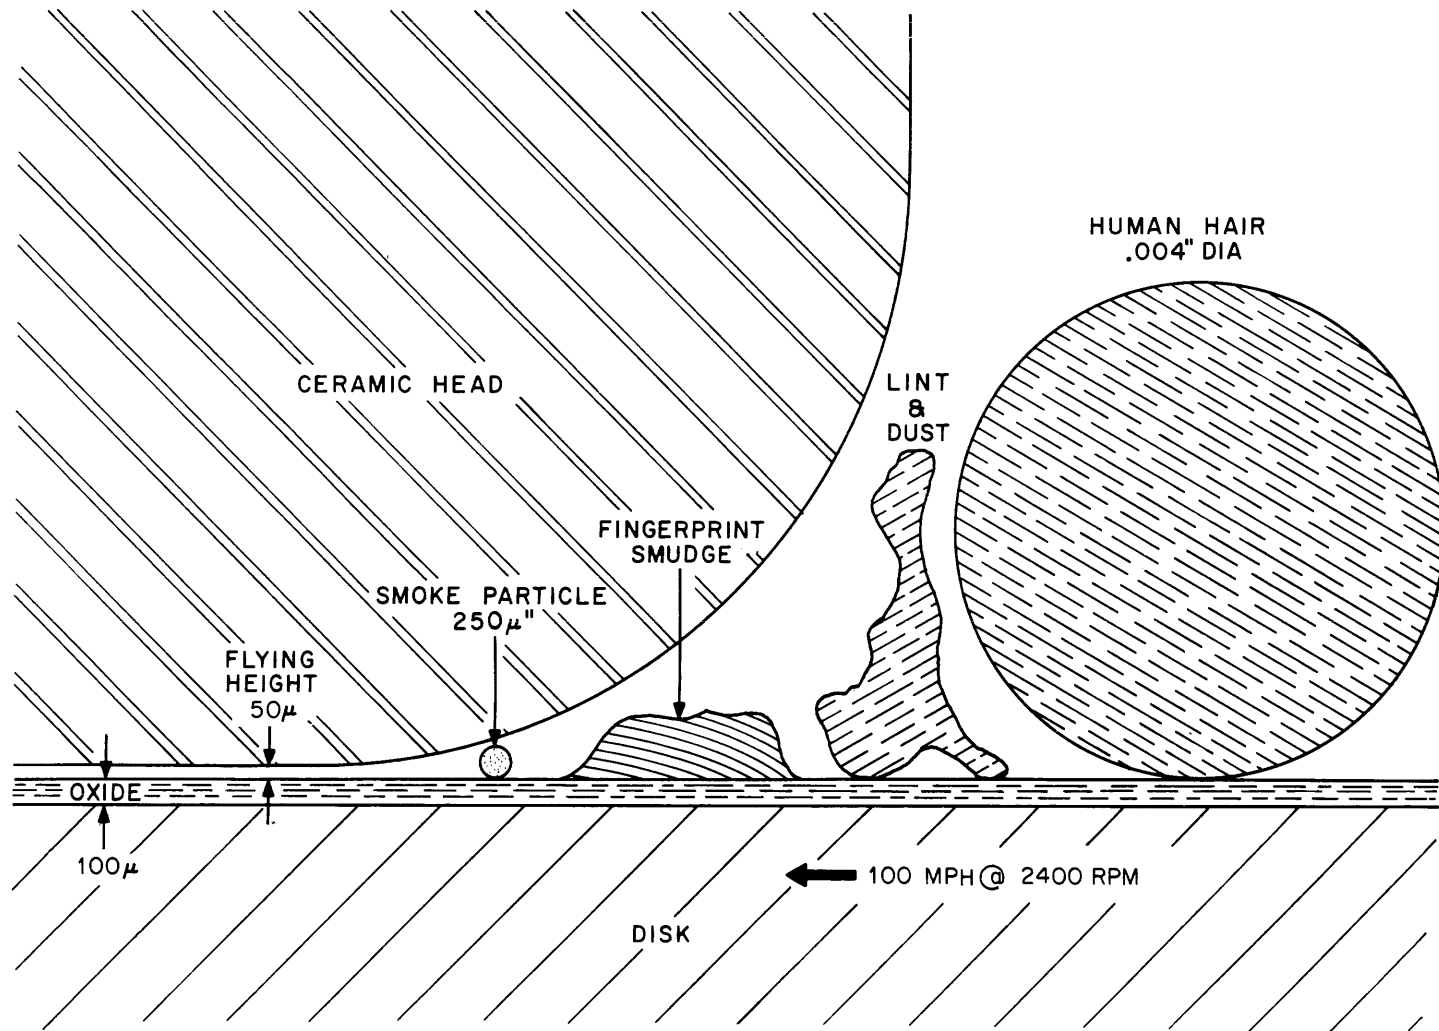 HUMAN HAIR
.004" DIA
CERAMIC HEAD
LINT
&
DUST
FINGERPRINT
SMUDGE
SMOKE PARTICLE
250μ"
FLYING
HEIGHT
50μ
OXIDE
100μ
100 MPH @ 2400 RPM
DISK